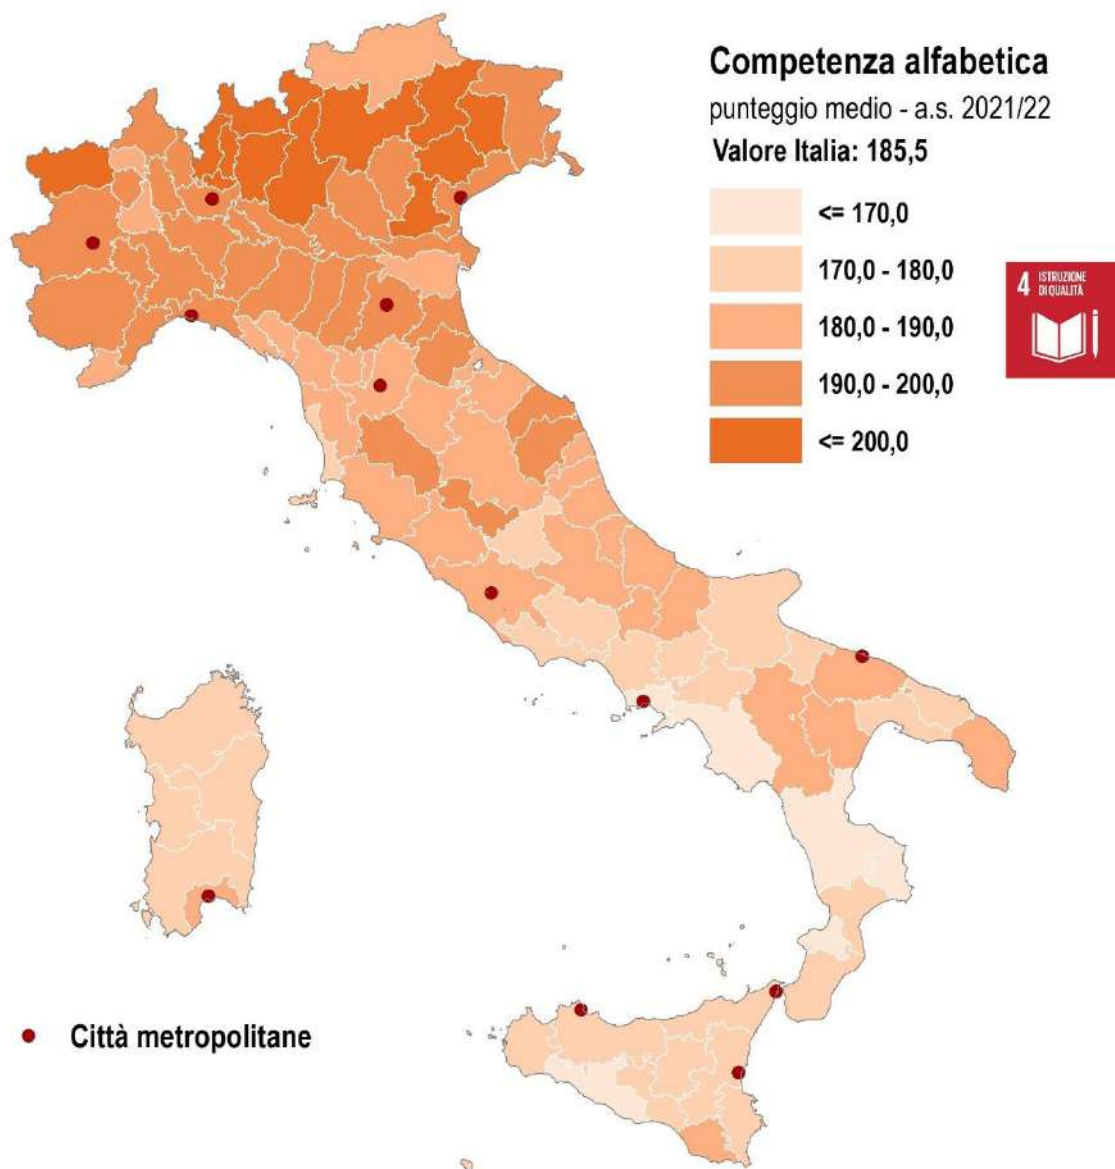 Competenza alfabetica
punteggio medio - a.s. 2021/22
Valore Italia: 185,5
<= 170,0
170,0 - 180,0
180,0 - 190,0
190,0 - 200,0
<= 200,0
4 ISTRUZIONE
DI QUALITÀ
Città metropolitane